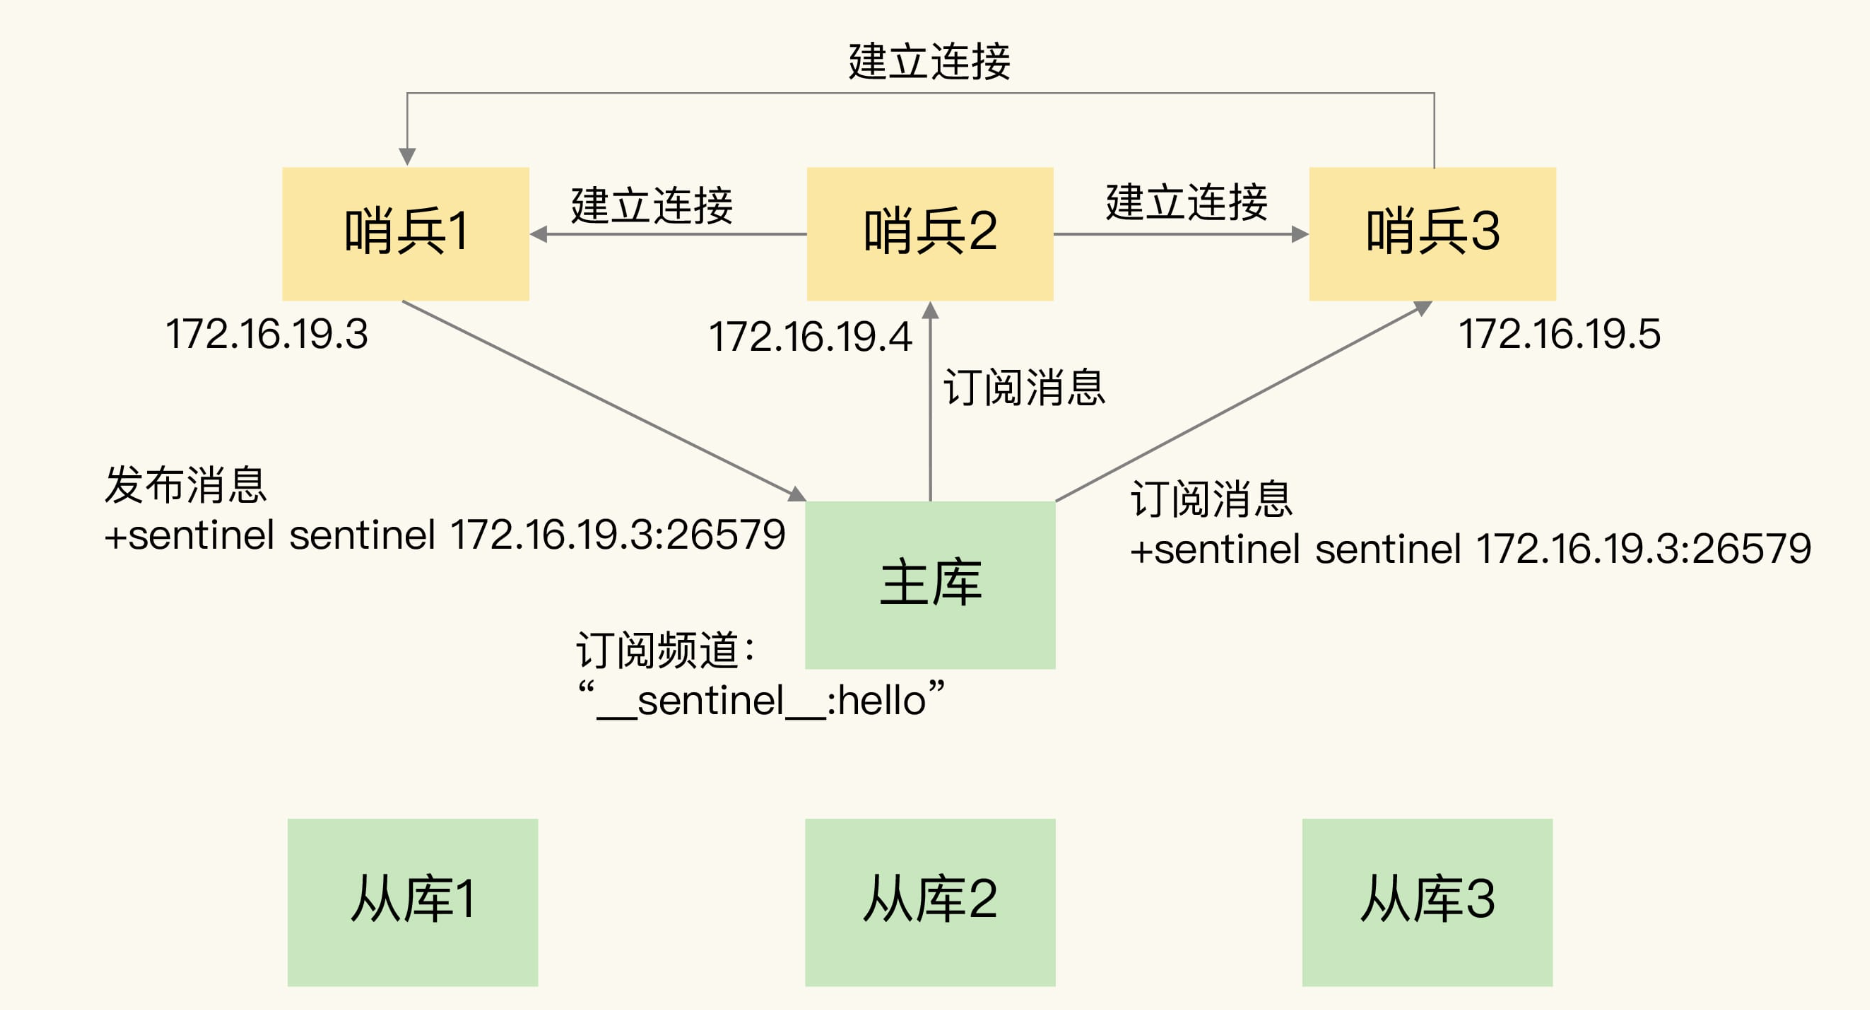 建立连接
哨兵1
建立连接
哨兵2
建立连接
哨兵3
172.16.19.3
172.16.19.4
172.16.19.5
订阅消息
发布消息
+sentinel sentinel 172.16.19.3:26579
订阅消息
+sentinel sentinel 172.16.19.3:26579
主库
订阅频道：
“__sentinel__:hello”
从库1
从库2
从库3